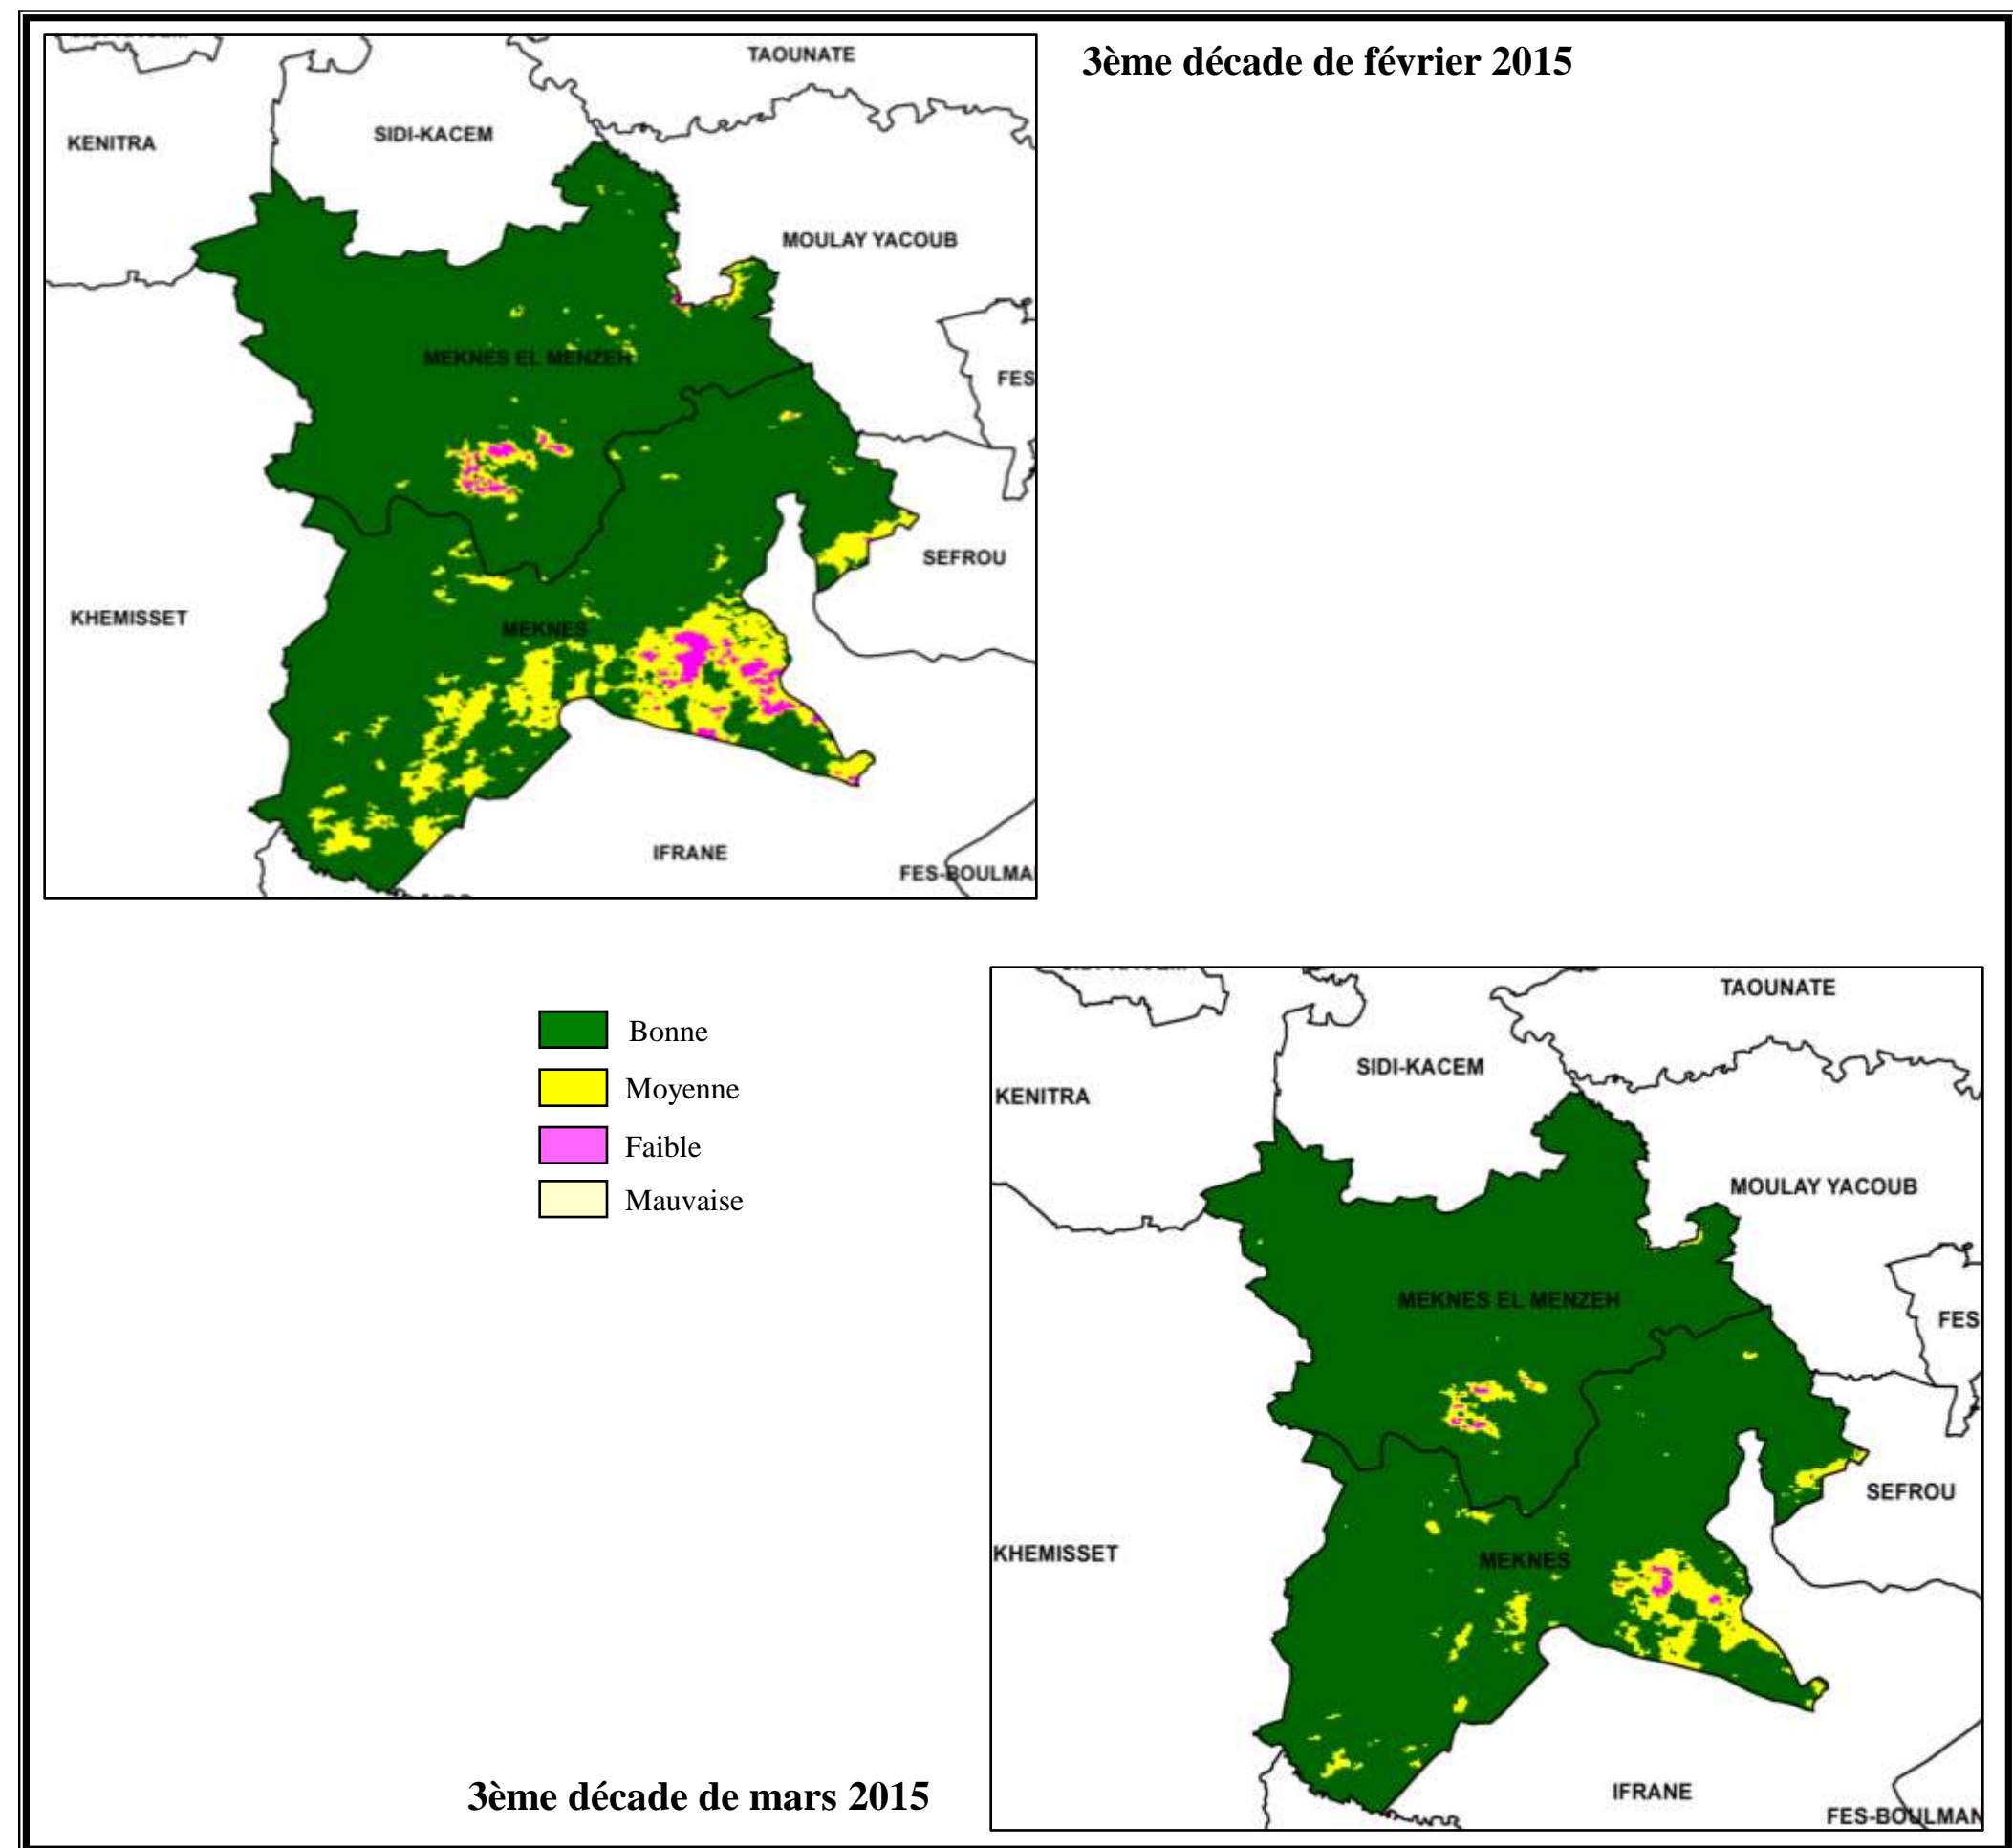 3ème décade de février 2015
TAOUNATE
KENITRA
SIDI-KACEM
MOULAY YACOUB
MEKNES EL MENZEH
FES
SEFROU
KHEMISSET
MEKNES
IFRANE
FES-BOULMA
Bonne
Moyenne
Faible
Mauvaise
TAOUNATE
SIDI-KACEM
KENITRA
MOULAY YACOUB
MEKNES EL MENZEH
FES
SEFROU
KHEMISSET
MEKNES
IFRANE
FES-BOULMAN
3ème décade de mars 2015